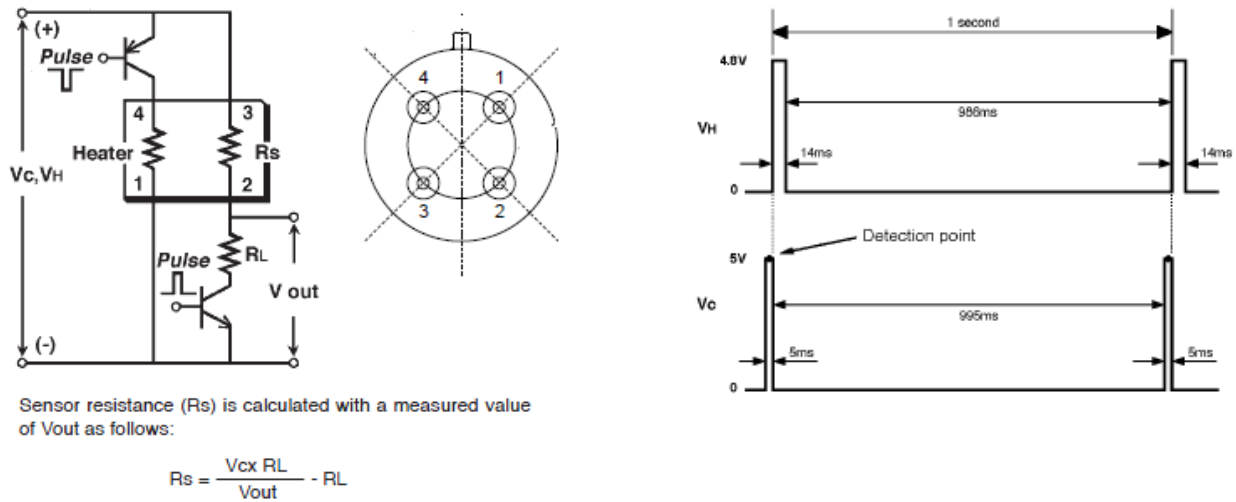 (+)
Pulse
4
3
Heater
Rs
Vc,VH
1
2
RL
Pulse
V out
(-)
4
1
3
2
Sensor resistance (Rs) is calculated with a measured value
of Vout as follows:
Rs = Vcx RL / Vout - RL
1 second
4.8V
986ms
VH
14ms
14ms
0
Detection point
5V
Vc
995ms
5ms
5ms
0